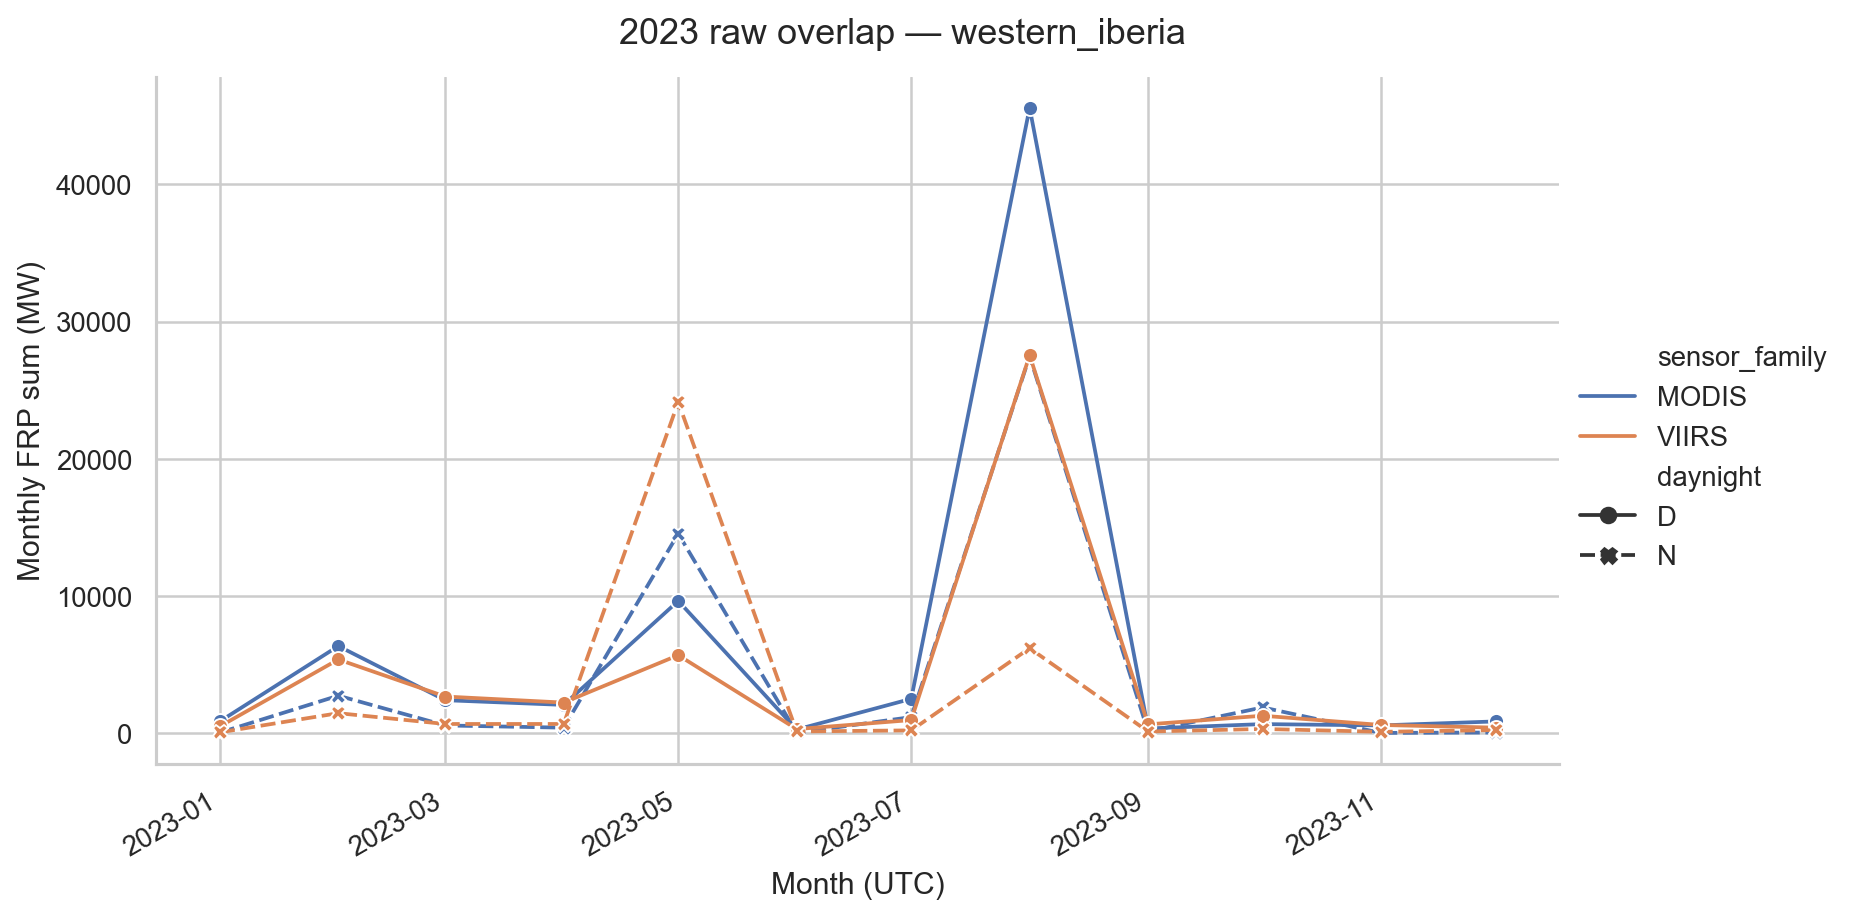 2023 raw overlap — western_iberia
Monthly FRP sum (MW)
40000
30000
20000
10000
0
2023-01
2023-03
2023-05
2023-07
2023-09
2023-11
Month (UTC)
sensor_family
MODIS
VIIRS
daynight
D
N